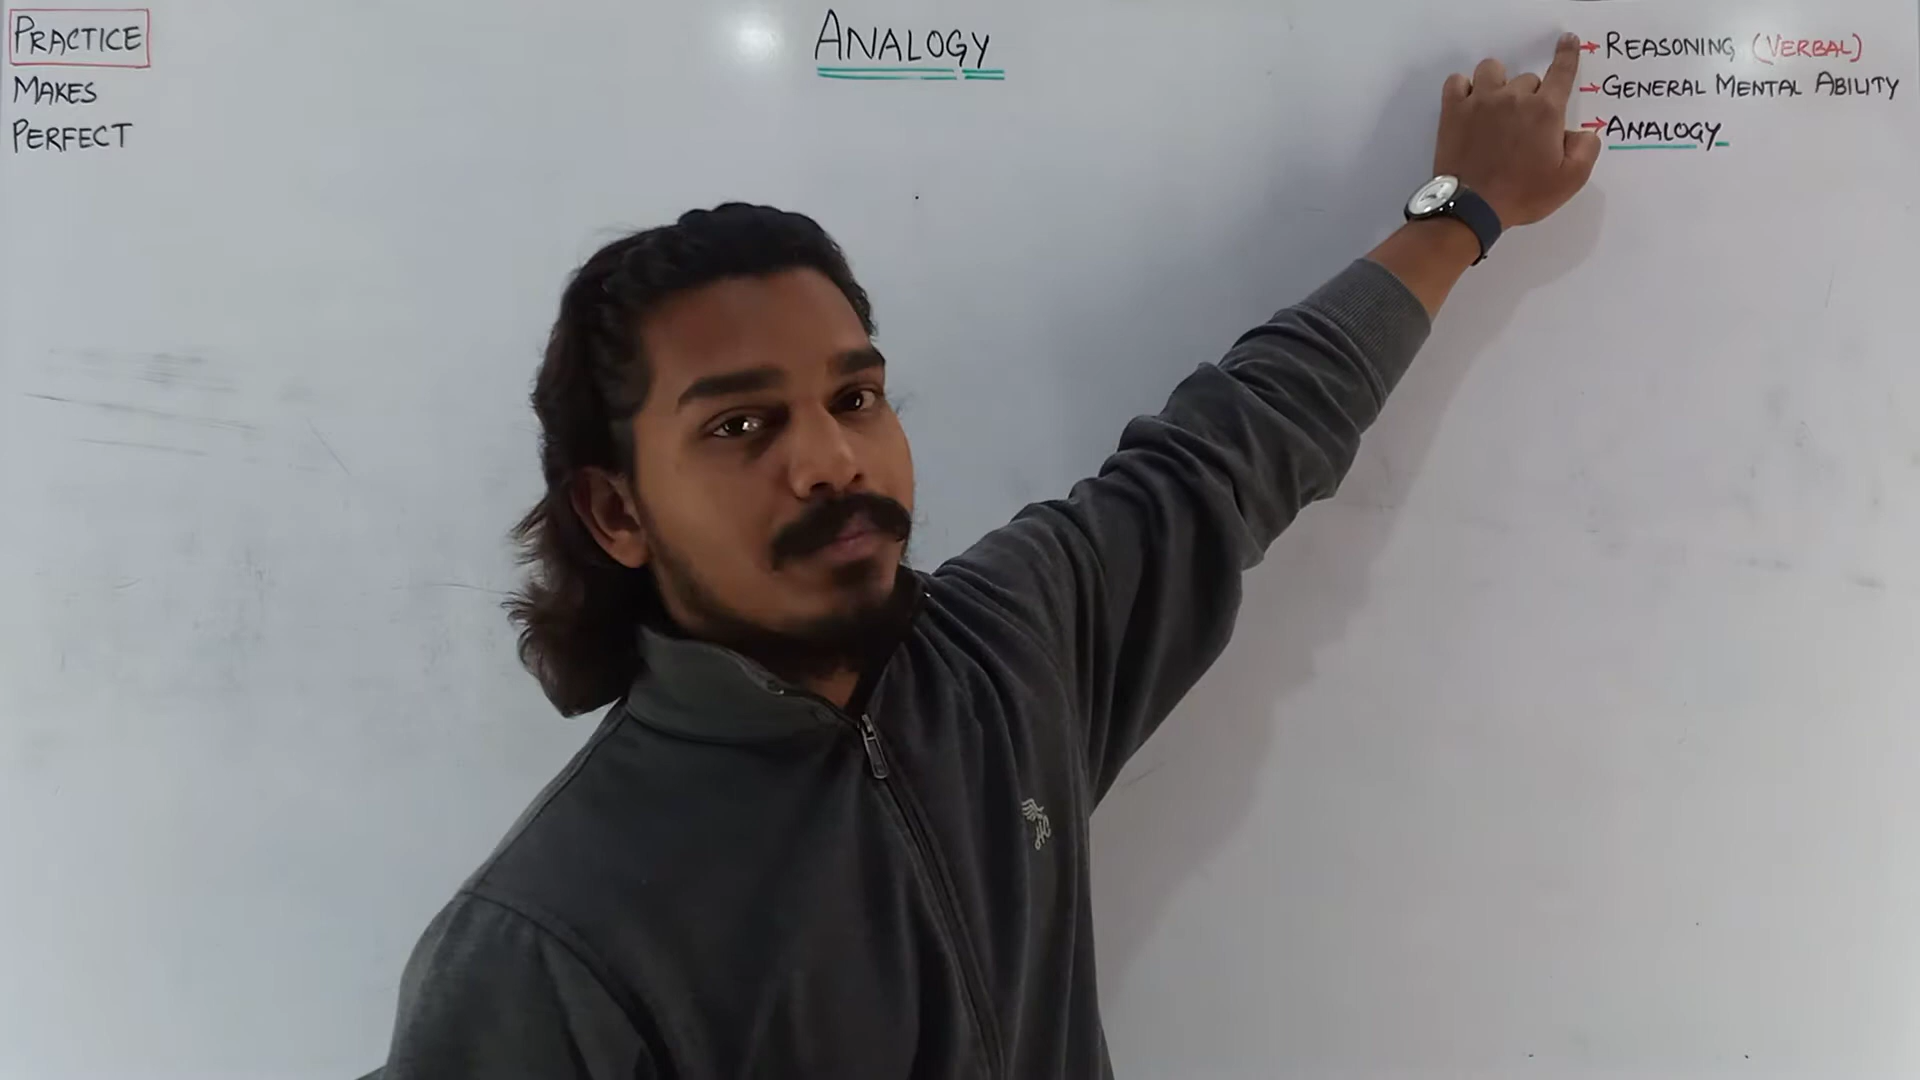 PRACTICE
MAKES
PERFECT
ANALOGY
→ REASONING (VERBAL)
→ GENERAL MENTAL ABILITY
→ ANALOGY